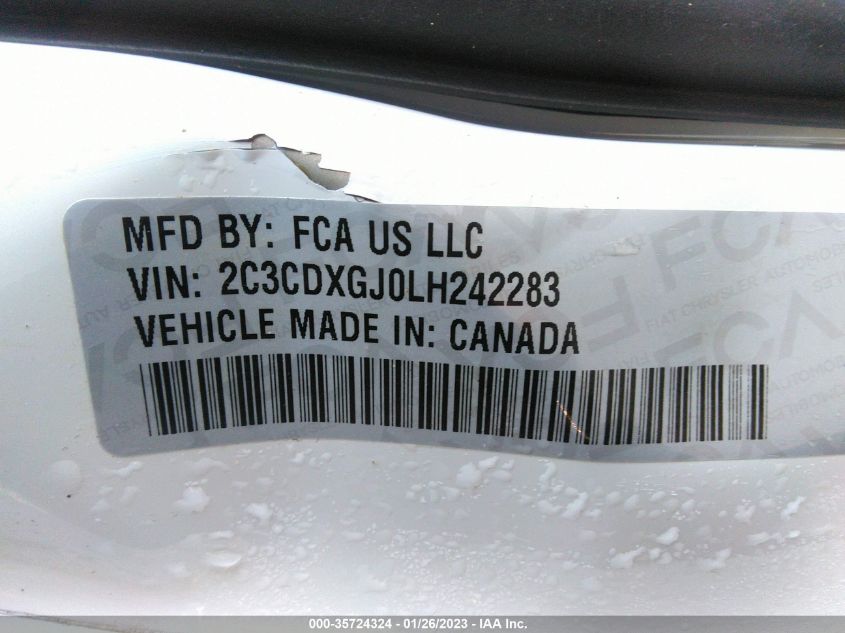 MFD BY: FCA US LLC
VIN: 2C3CDXGJ0LH242283
VEHICLE MADE IN: CANADA
000-35724324 - 01/26/2023 - IAA Inc.